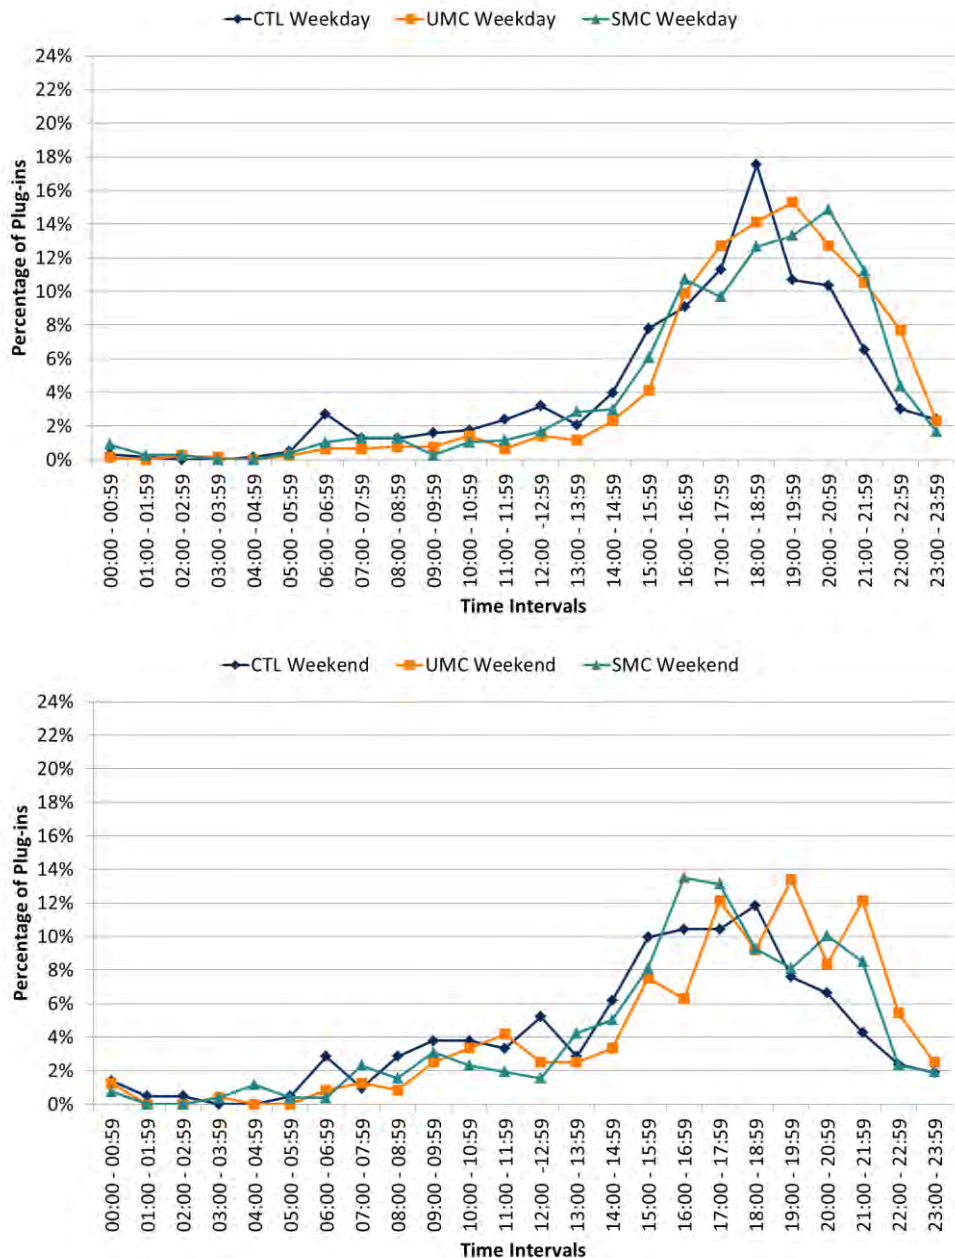 CTL Weekday UMC Weekday SMC Weekday
24%
22%
20%
18%
16%
14%
12%
10%
8%
6%
4%
2%
0%
Percentage of Plug-ins
00:00 - 00:59
01:00 - 01:59
02:00 - 02:59
03:00 - 03:59
04:00 - 04:59
05:00 - 05:59
06:00 - 06:59
07:00 - 07:59
08:00 - 08:59
09:00 - 09:59
10:00 - 10:59
11:00 - 11:59
12:00 -12:59
13:00 - 13:59
14:00 - 14:59
15:00 - 15:59
16:00 - 16:59
17:00 - 17:59
18:00 - 18:59
19:00 - 19:59
20:00 - 20:59
21:00 - 21:59
22:00 - 22:59
23:00 - 23:59
Time Intervals
CTL Weekend UMC Weekend SMC Weekend
24%
22%
20%
18%
16%
14%
12%
10%
8%
6%
4%
2%
0%
Percentage of Plug-ins
00:00 - 00:59
01:00 - 01:59
02:00 - 02:59
03:00 - 03:59
04:00 - 04:59
05:00 - 05:59
06:00 - 06:59
07:00 - 07:59
08:00 - 08:59
09:00 - 09:59
10:00 - 10:59
11:00 - 11:59
12:00 -12:59
13:00 - 13:59
14:00 - 14:59
15:00 - 15:59
16:00 - 16:59
17:00 - 17:59
18:00 - 18:59
19:00 - 19:59
20:00 - 20:59
21:00 - 21:59
22:00 - 22:59
23:00 - 23:59
Time Intervals